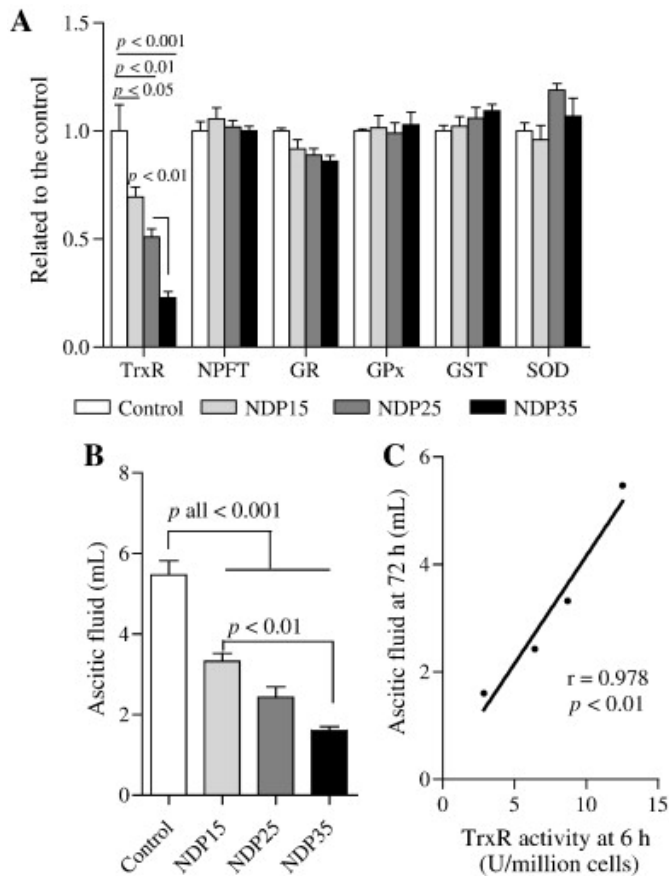 A
Related to the control
1.5
1.0
0.5
0.0
p < 0.001
p < 0.01
p < 0.05
p < 0.01
TrxR NPFT GR GPx GST SOD
Control NDP15 NDP25 NDP35
B
Ascitic fluid (mL)
8
6
4
2
0
p all < 0.001
p < 0.01
Control NDP15 NDP25 NDP35
C
Ascitic fluid at 72 h (mL)
6
4
2
0
r = 0.978
p < 0.01
0 5 10 15
TrxR activity at 6 h
(U/million cells)